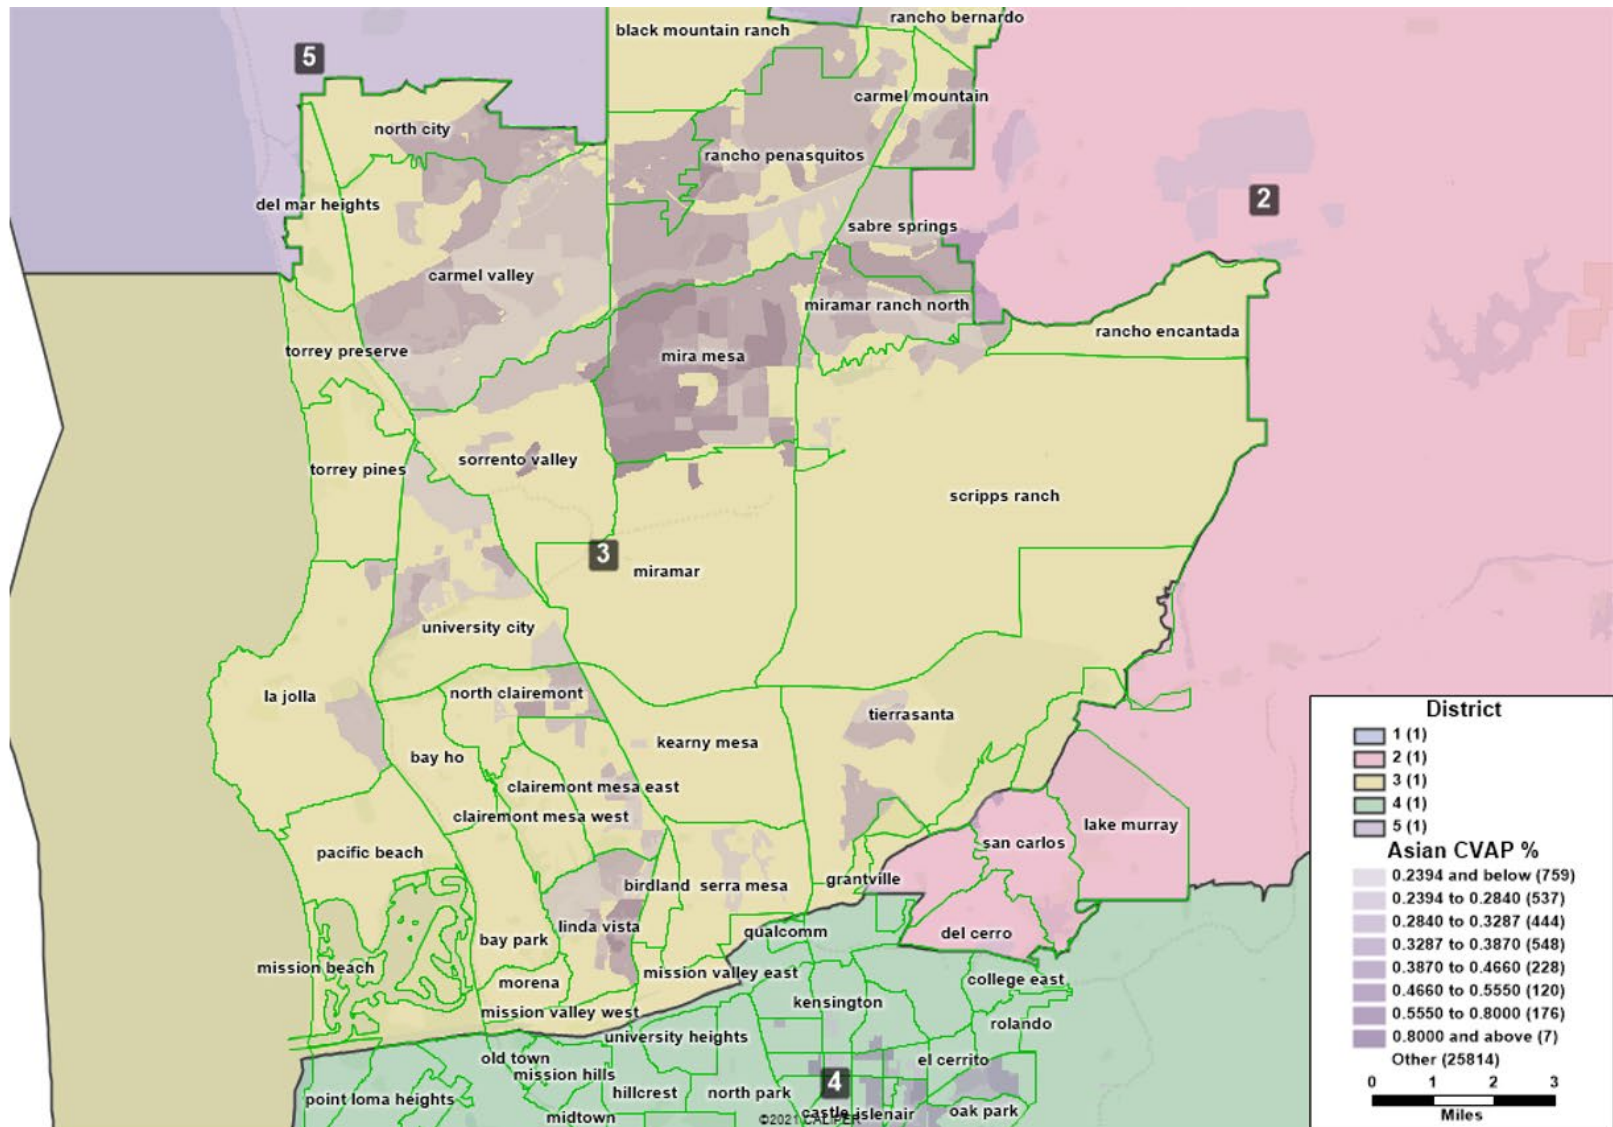 black mountain ranch
rancho bernardo
5
carmel mountain
north city
rancho penasquitos
del mar heights
2
sabre springs
carmel valley
miramar ranch north
rancho encantada
torrey preserve
mira mesa
torrey pines
sorrento valley
scripps ranch
3
miramar
university city
la jolla
north clairemont
tierrasanta
kearny mesa
bay ho
clairemont mesa east
clairemont mesa west
lake murray
san carlos
pacific beach
grantville
birdland
serra mesa
linda vista
qualcomm
del cerro
bay park
mission beach
mission valley east
morena
college east
kensington
mission valley west
rolando
university heights
old town
el cerrito
mission hills
4
hillcrest
north park
point loma heights
castle
islenair
oak park
midtown
©2021 CALIPER
District
1 (1)
2 (1)
3 (1)
4 (1)
5 (1)
Asian CVAP %
0.2394 and below (759)
0.2394 to 0.2840 (537)
0.2840 to 0.3287 (444)
0.3287 to 0.3870 (548)
0.3870 to 0.4660 (228)
0.4660 to 0.5550 (120)
0.5550 to 0.8000 (176)
0.8000 and above (7)
Other (25814)
0 1 2 3
Miles